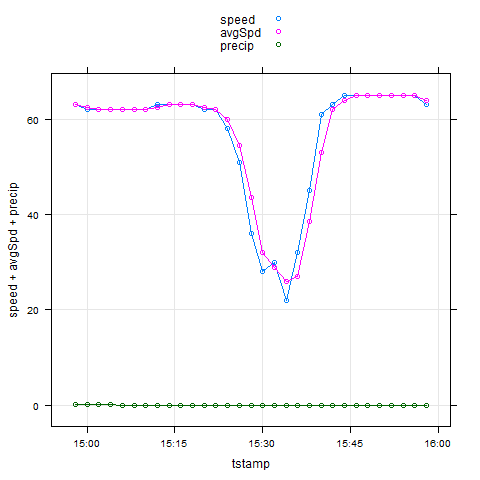 speed
avgSpd
precip
speed + avgSpd + precip
60
40
20
0
15:00 15:15 15:30 15:45 16:00
tstamp